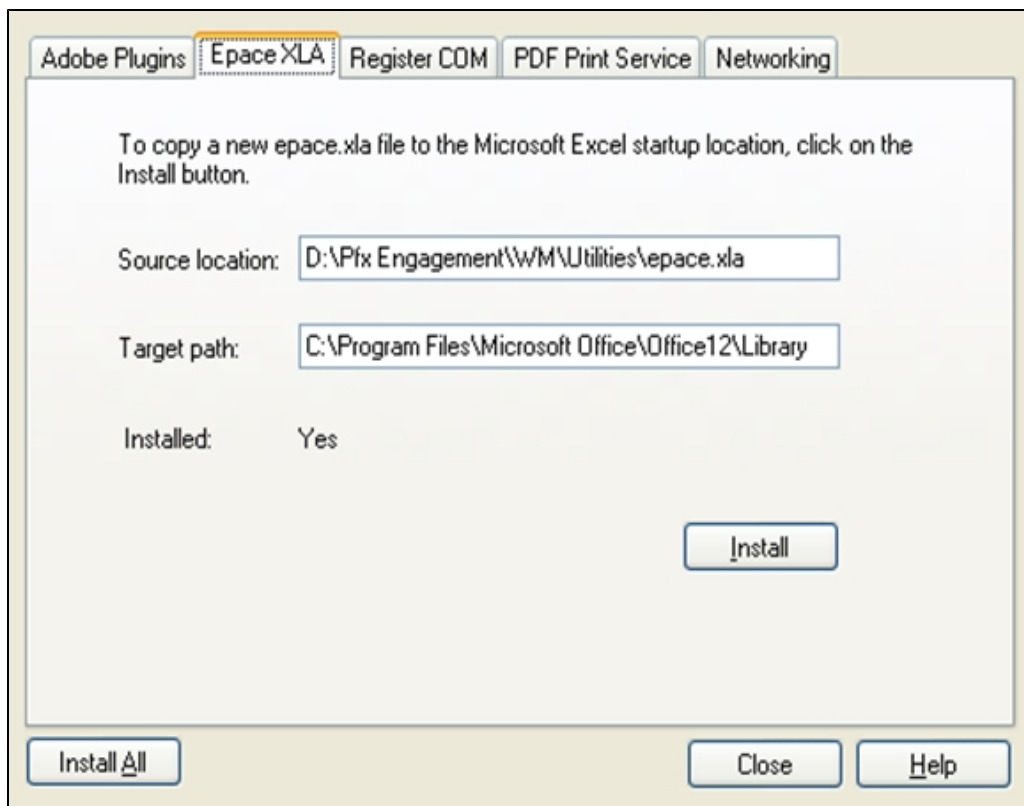 Adobe Plugins Epace XLA Register COM PDF Print Service Networking
To copy a new epace.xla file to the Microsoft Excel startup location, click on the
Install button.
Source location: D:\Pfx Engagement\WM\Utilities\epace.xla
Target path: C:\Program Files\Microsoft Office\Office12\Library
Installed: Yes
Install
Install All Close Help